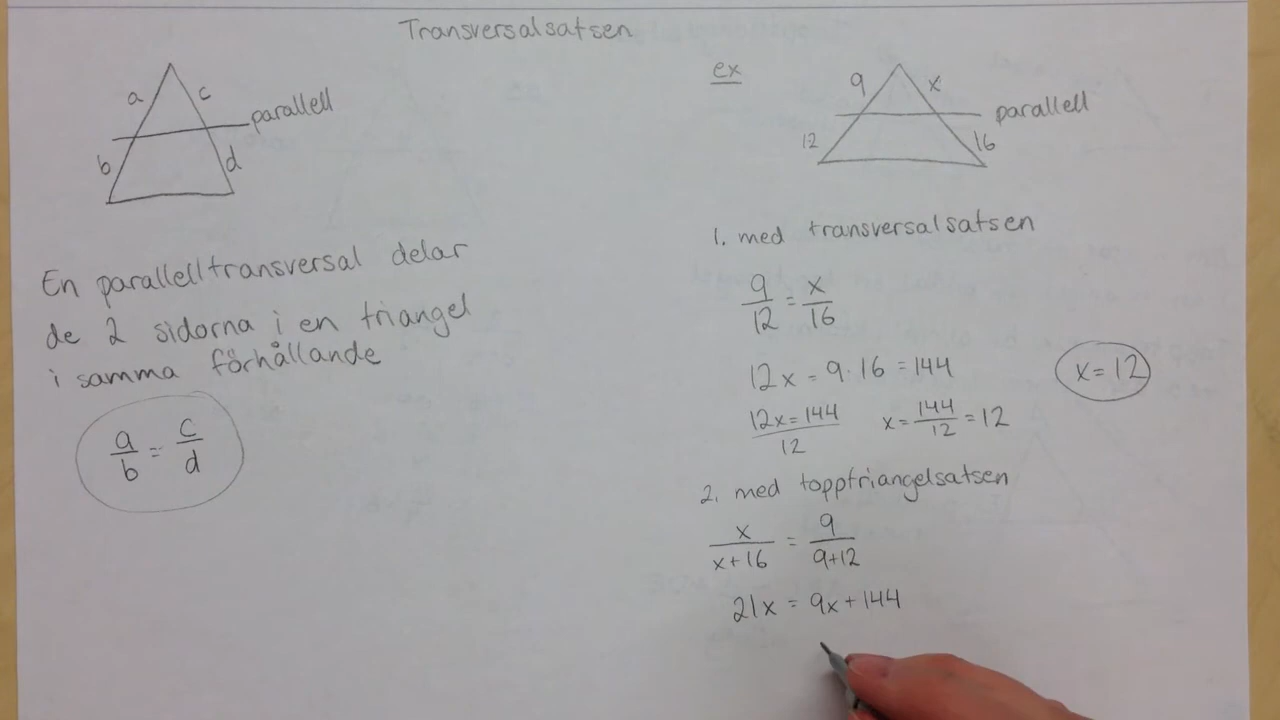 Transversalsatsen
a
c
parallell
b
d
En parallelltransversal delar
de 2 sidorna i en triangel
i samma förhållande
a/b = c/d
ex
9
x
parallell
12
16
1. med transversalsatsen
9/12 = x/16
12x = 9·16 = 144
12x=144/12 x=144/12=12
x=12
2. med topptriangelsatsen
x/x+16 = 9/9+12
21x = 9x+144